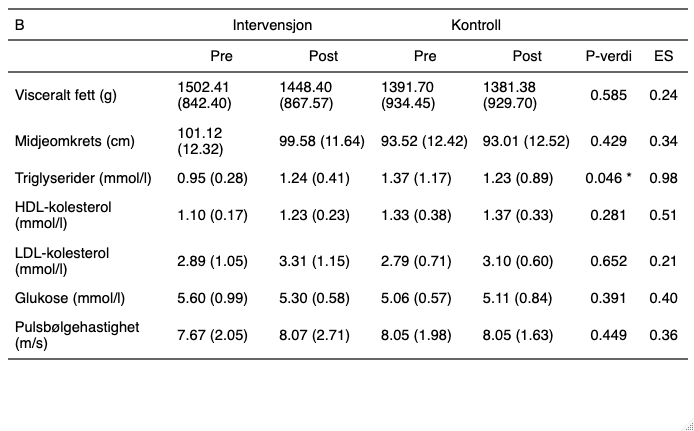 B Intervensjon Kontroll
Pre Post Pre Post P-verdi ES
Visceralt fett (g) 1502.41 (842.40) 1448.40 (867.57) 1391.70 (934.45) 1381.38 (929.70) 0.585 0.24
Midjeomkrets (cm) 101.12 (12.32) 99.58 (11.64) 93.52 (12.42) 93.01 (12.52) 0.429 0.34
Triglyserider (mmol/l) 0.95 (0.28) 1.24 (0.41) 1.37 (1.17) 1.23 (0.89) 0.046 * 0.98
HDL-kolesterol (mmol/l) 1.10 (0.17) 1.23 (0.23) 1.33 (0.38) 1.37 (0.33) 0.281 0.51
LDL-kolesterol (mmol/l) 2.89 (1.05) 3.31 (1.15) 2.79 (0.71) 3.10 (0.60) 0.652 0.21
Glukose (mmol/l) 5.60 (0.99) 5.30 (0.58) 5.06 (0.57) 5.11 (0.84) 0.391 0.40
Pulsbølgehastighet (m/s) 7.67 (2.05) 8.07 (2.71) 8.05 (1.98) 8.05 (1.63) 0.449 0.36